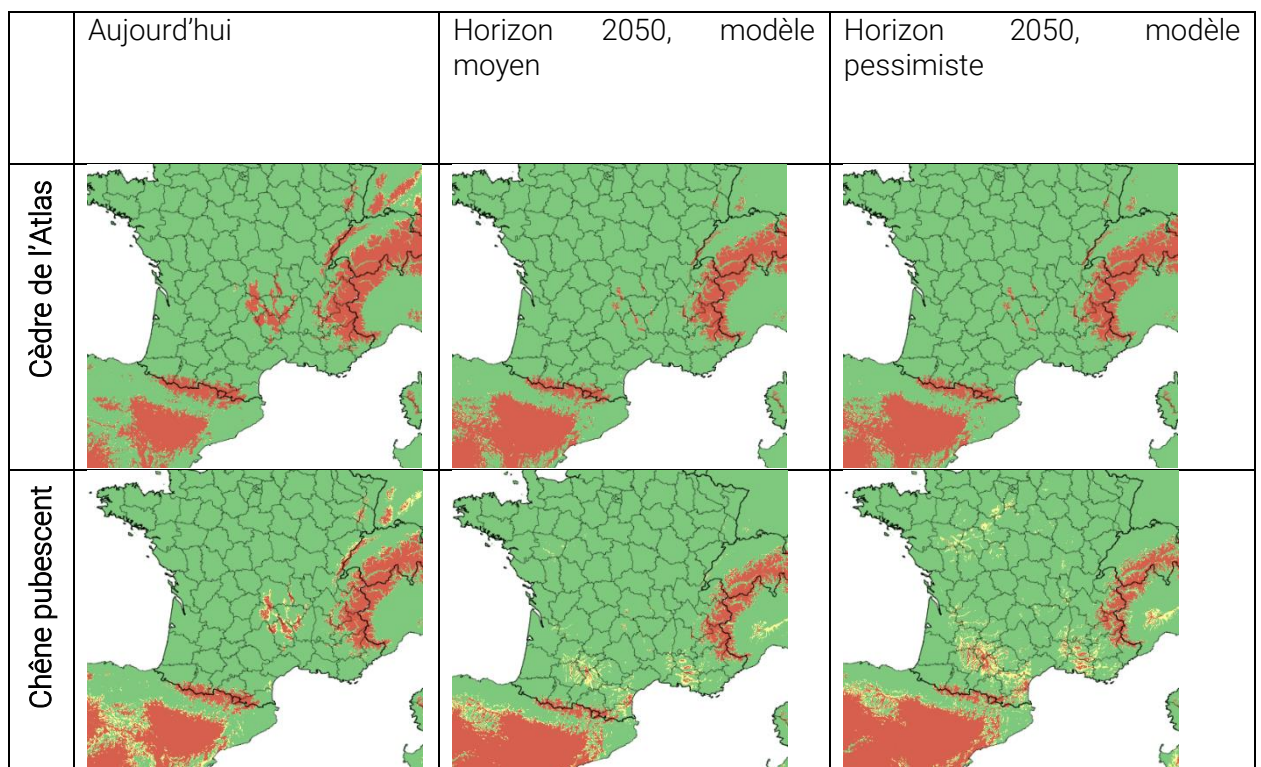 Aujourd’hui
Horizon 2050, modèle
moyen
Horizon 2050, modèle
pessimiste
Cèdre de l’Atlas
Chêne pubescent